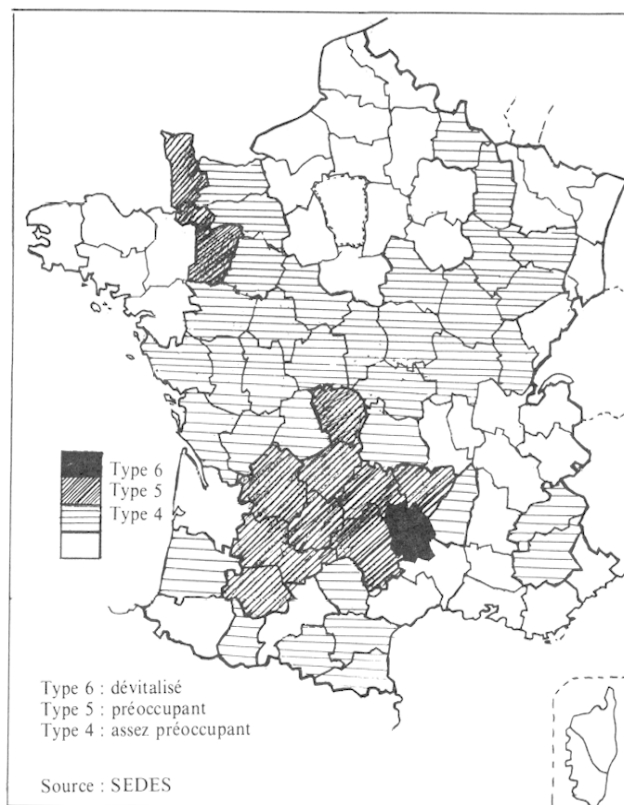 Type 6
Type 5
Type 4
Type 6 : dévitalisé
Type 5 : préoccupant
Type 4 : assez préoccupant
Source : SEDES